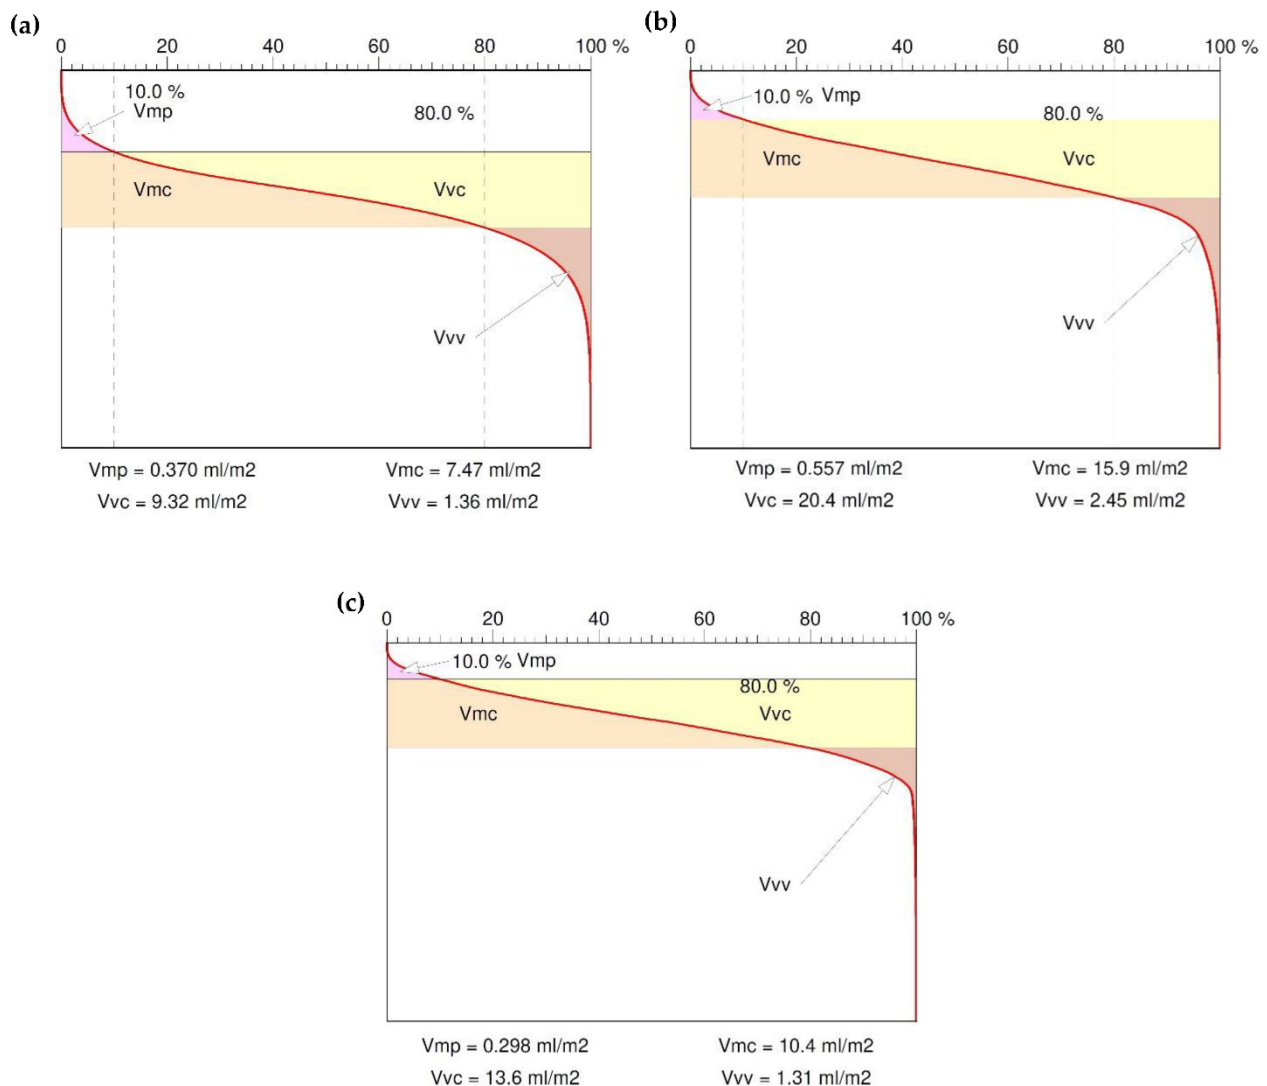 (a)
0 20 40 60 80 100 %
10.0 %
Vmp
80.0 %
Vmc
Vvc
Vvv
Vmp = 0.370 ml/m2
Vmc = 7.47 ml/m2
Vvc = 9.32 ml/m2
Vvv = 1.36 ml/m2
(b)
0 20 40 60 80 100 %
10.0 % Vmp
80.0 %
Vmc
Vvc
Vvv
Vmp = 0.557 ml/m2
Vmc = 15.9 ml/m2
Vvc = 20.4 ml/m2
Vvv = 2.45 ml/m2
(c)
0 20 40 60 80 100 %
10.0 % Vmp
80.0 %
Vmc
Vvc
Vvv
Vmp = 0.298 ml/m2
Vmc = 10.4 ml/m2
Vvc = 13.6 ml/m2
Vvv = 1.31 ml/m2